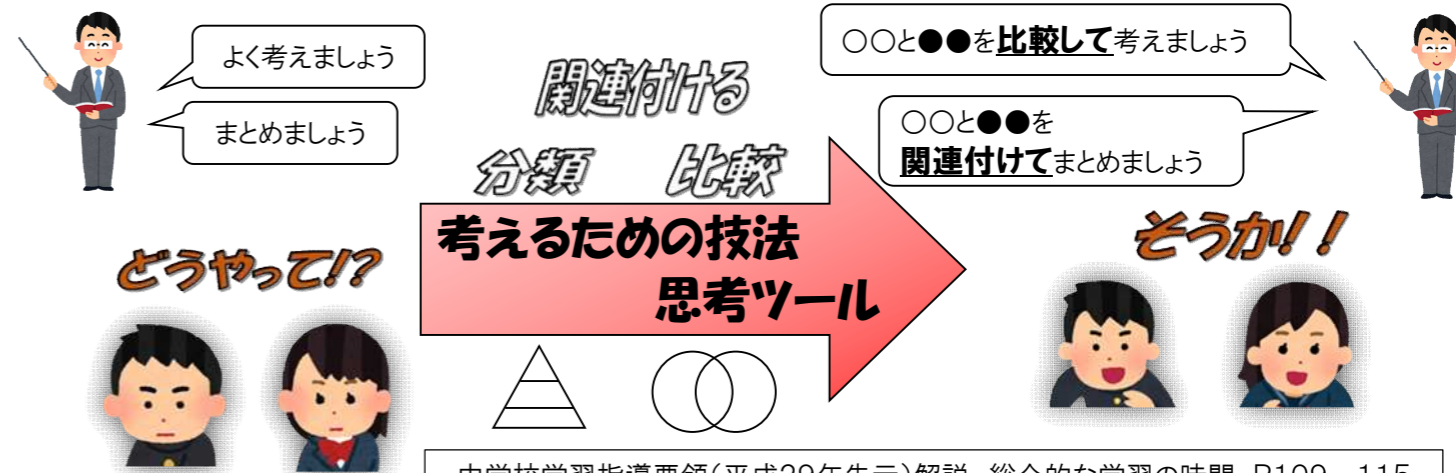 よく考えましょう
まとめましょう
どうやって!?
関連付ける
分類 比較
考えるための技法
思考ツール
○○と●●を比較して考えましょう
○○と●●を
関連付けてまとめましょう
そうか!!